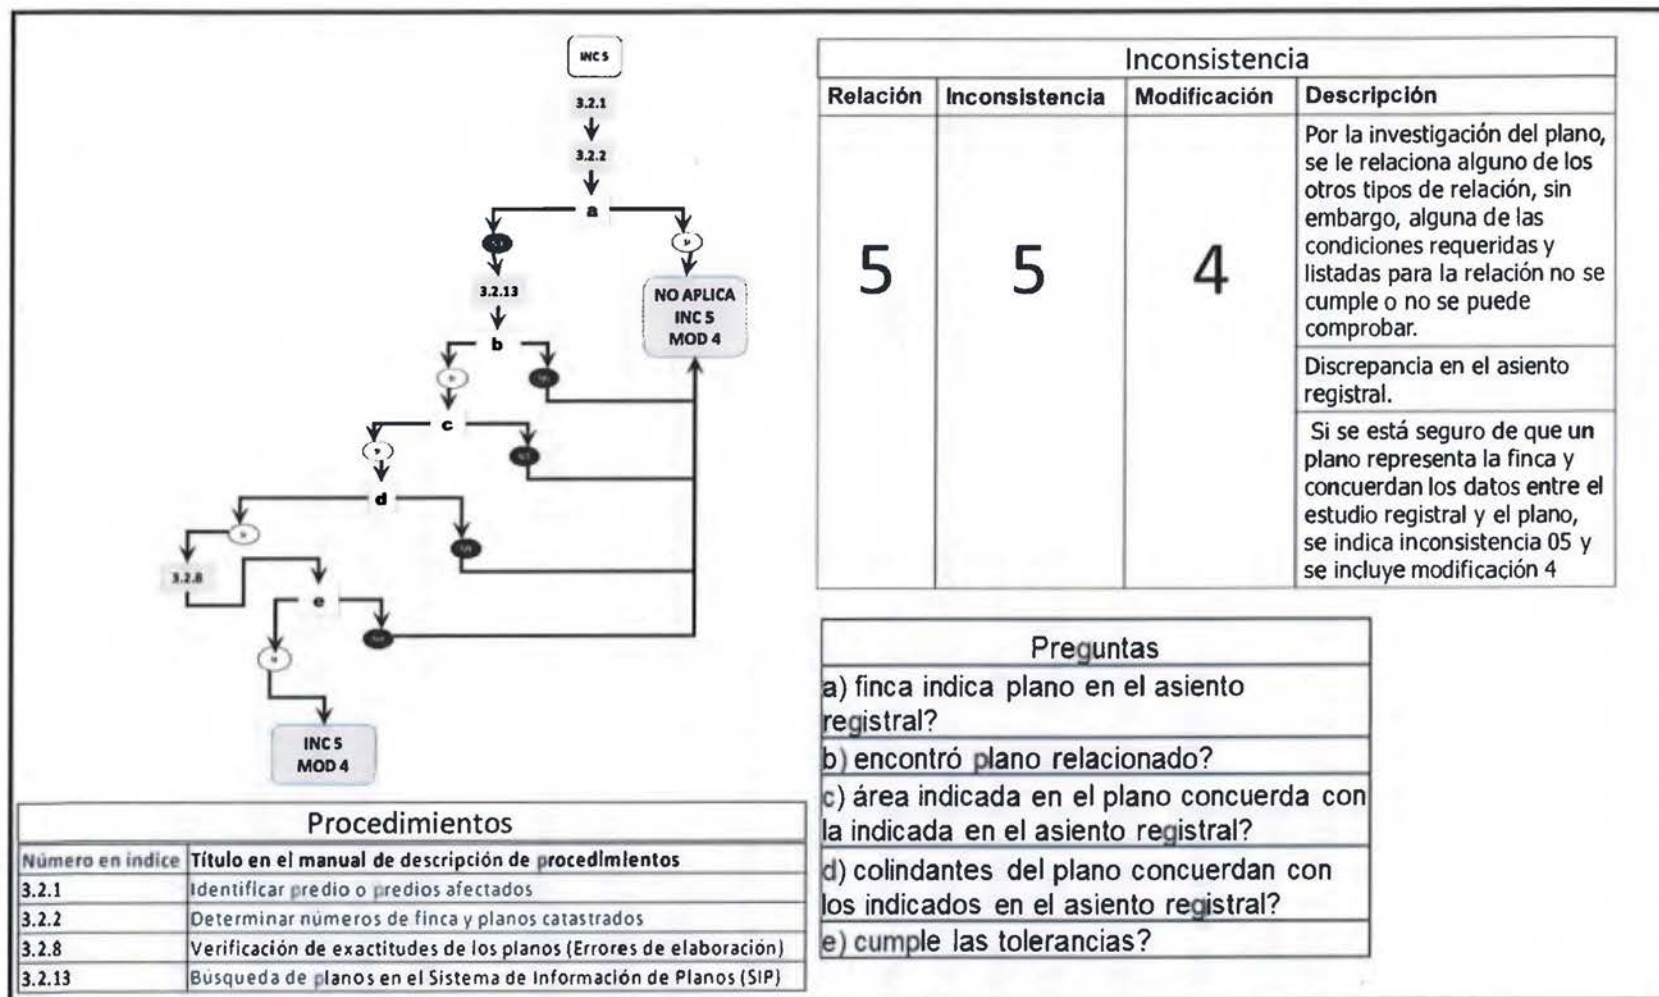 INC 5
3.2.1
3.2.2
a
3.2.13
NO APLICA
INC 5
MOD 4
b
c
d
3.2.8
e
INC 5
MOD 4
Inconsistencia
Relación Inconsistencia Modificación Descripción
5 5 4
Por la investigación del plano,
se le relaciona alguno de los
otros tipos de relación, sin
embargo, alguna de las
condiciones requeridas y
listadas para la relación no se
cumple o no se puede
comprobar.
Discrepancia en el asiento
registral.
Si se está seguro de que un
plano representa la finca y
concuerdan los datos entre el
estudio registral y el plano,
se indica inconsistencia 05 y
se incluye modificación 4
Preguntas
a) finca indica plano en el asiento
registral?
b) encontró plano relacionado?
c) área indicada en el plano concuerda con
la indicada en el asiento registral?
d) colindantes del plano concuerdan con
los indicados en el asiento registral?
e) cumple las tolerancias?
Procedimientos
Número en indice Título en el manual de descripción de procedimientos
3.2.1 Identificar predio o predios afectados
3.2.2 Determinar números de finca y planos catastrados
3.2.8 Verificación de exactitudes de los planos (Errores de elaboración)
3.2.13 Búsqueda de planos en el Sistema de Información de Planos (SIP)